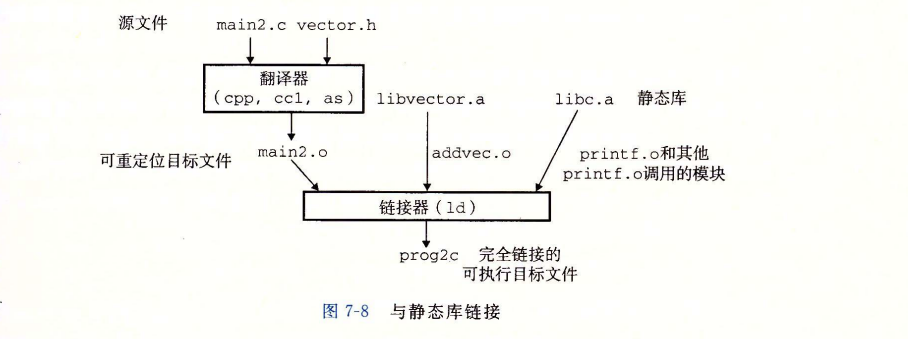 源文件 main2.c vector.h
翻译器
(cpp, cc1, as) libvector.a libc.a 静态库
可重定位目标文件 main2.o addvec.o printf.o和其他
printf.o调用的模块
链接器(ld)
prog2c 完全链接的
可执行目标文件
图 7-8 与静态库链接